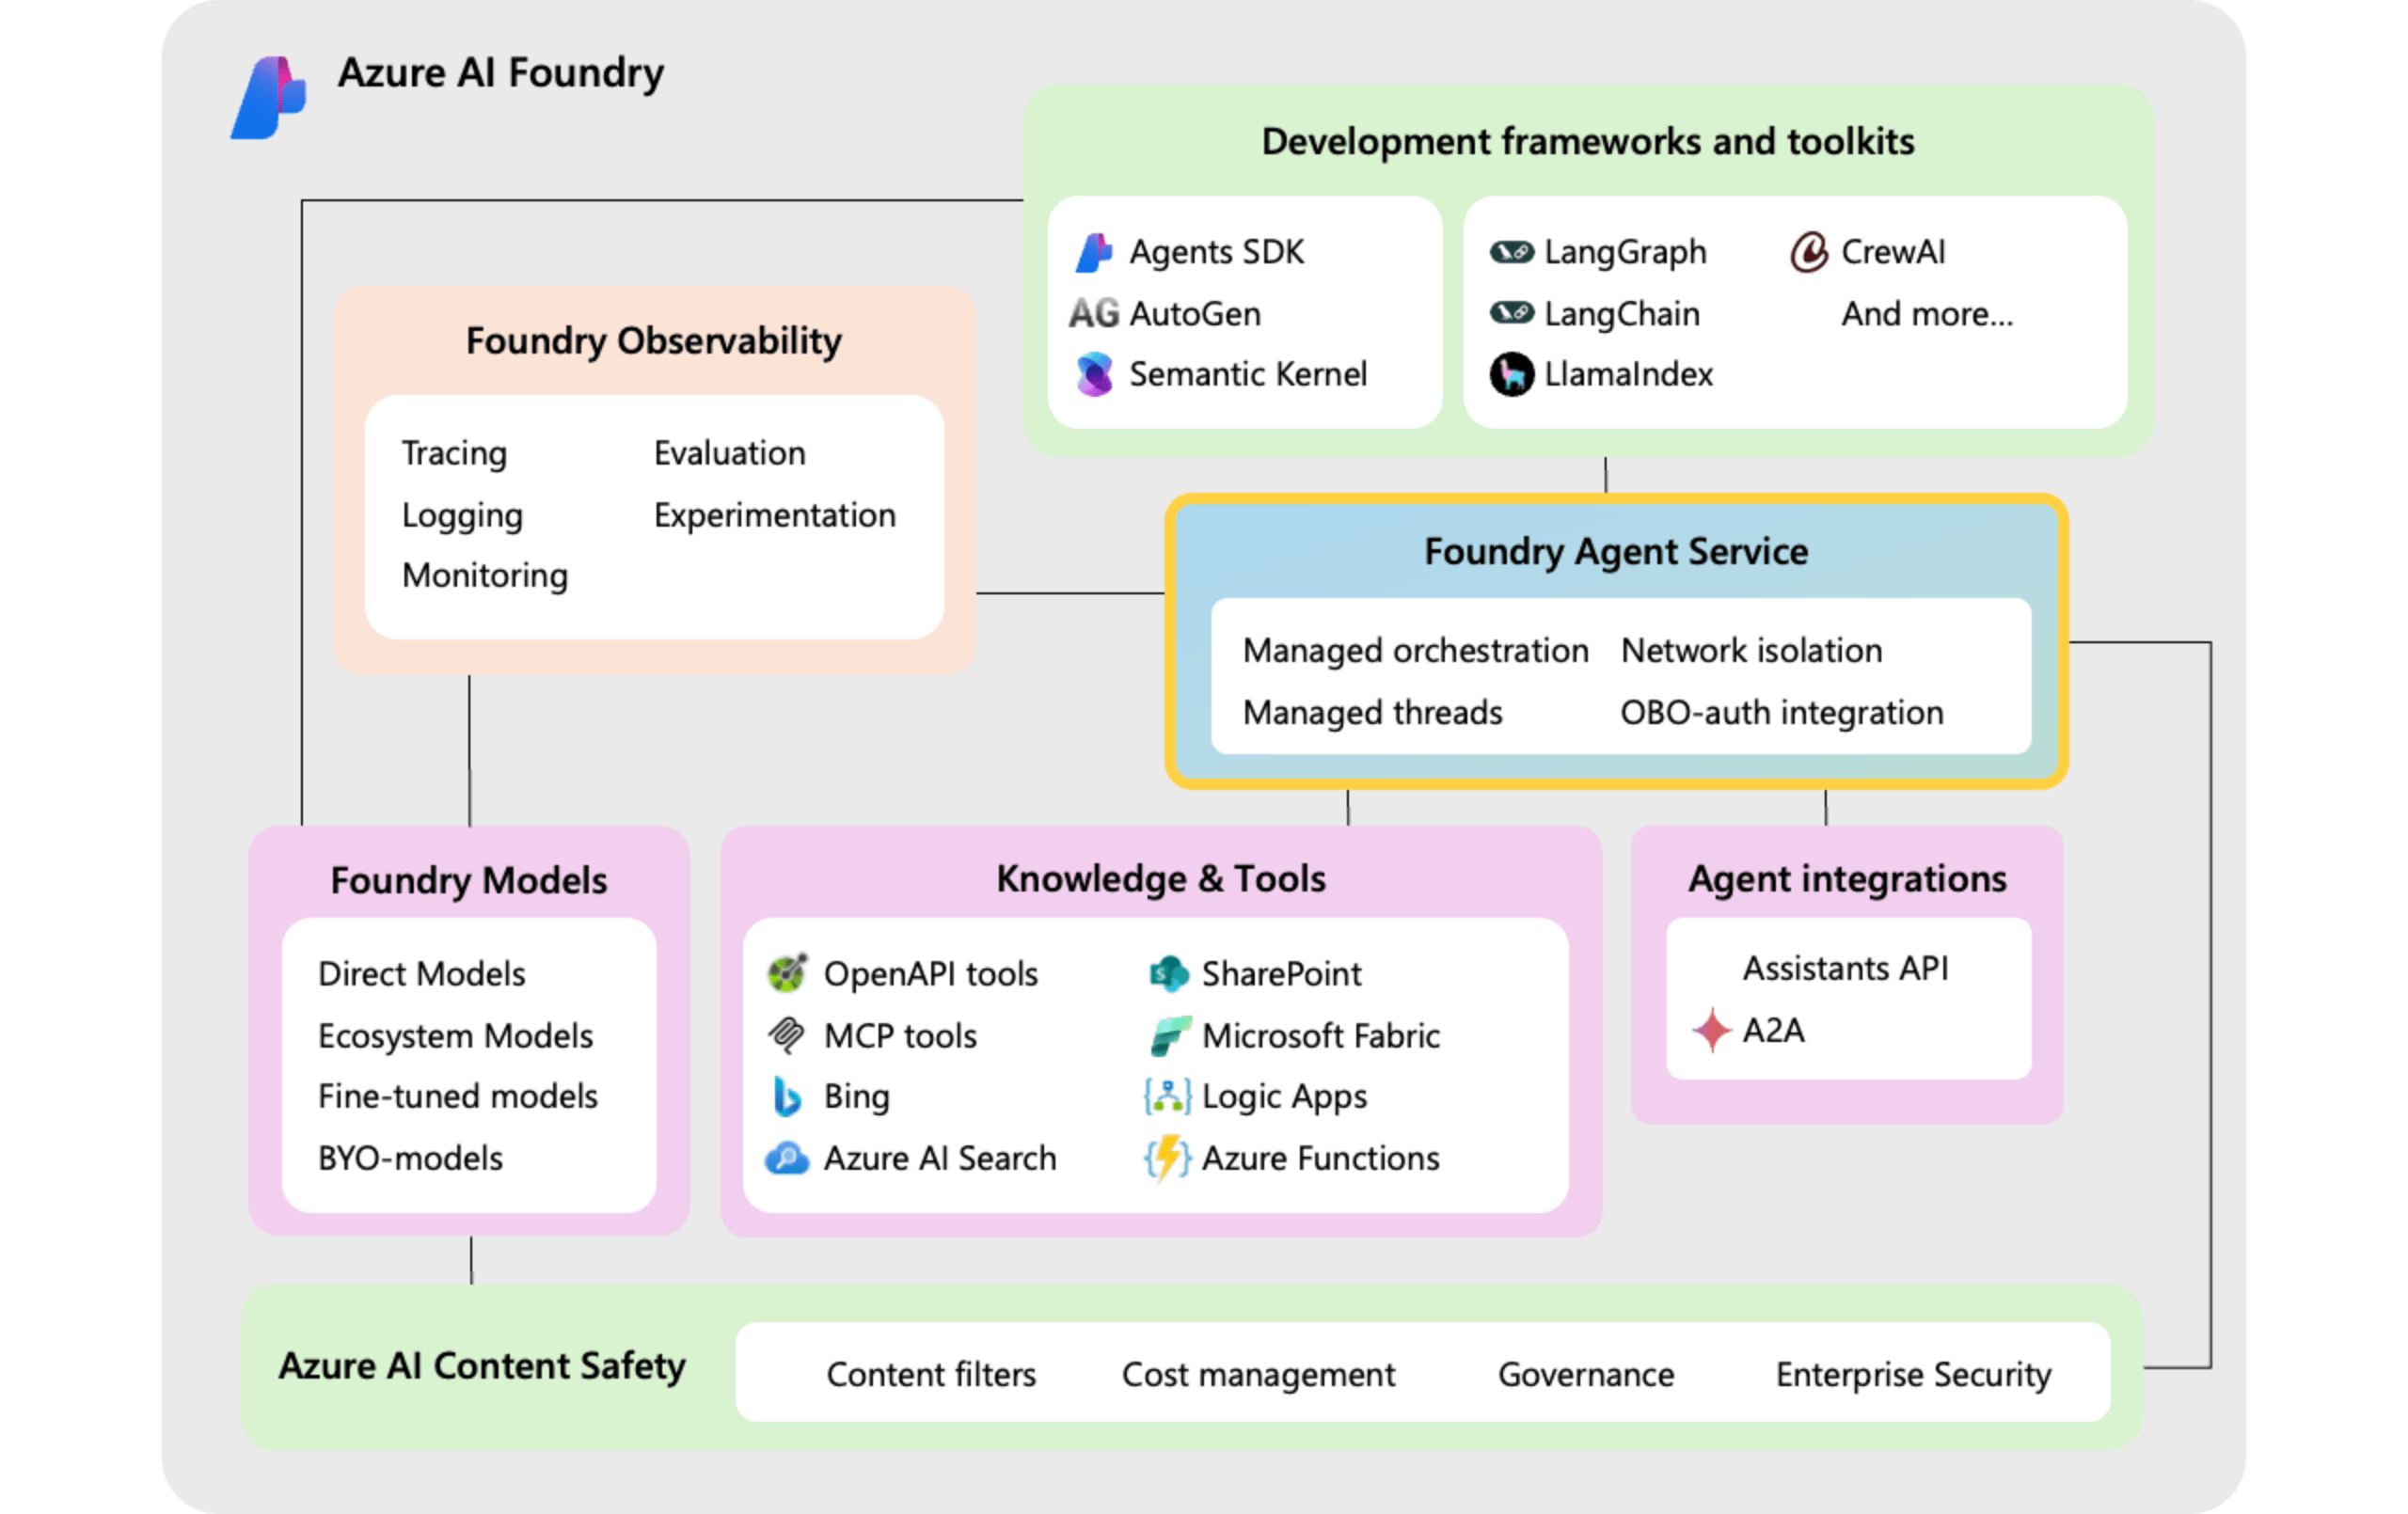 Azure AI Foundry
Development frameworks and toolkits
Agents SDK
AG AutoGen
Semantic Kernel
LangGraph
LangChain
LlamaIndex
CrewAI
And more...
Foundry Observability
Tracing
Logging
Monitoring
Evaluation
Experimentation
Foundry Agent Service
Managed orchestration
Managed threads
Network isolation
OBO-auth integration
Foundry Models
Direct Models
Ecosystem Models
Fine-tuned models
BYO-models
Knowledge & Tools
OpenAPI tools
MCP tools
Bing
Azure AI Search
S SharePoint
Microsoft Fabric
Logic Apps
Azure Functions
Agent integrations
Assistants API
A2A
Azure AI Content Safety
Content filters
Cost management
Governance
Enterprise Security